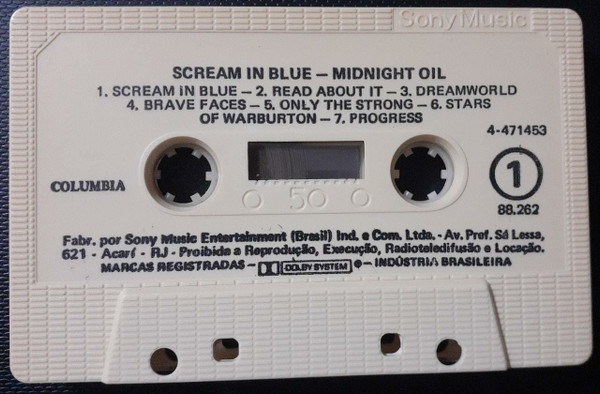 Sony Music
SCREAM IN BLUE — MIDNIGHT OIL
1. SCREAM IN BLUE — 2. READ ABOUT IT — 3. DREAMWORLD
4. BRAVE FACES — 5. ONLY THE STRONG — 6. STARS
OF WARBURTON — 7. PROGRESS
4-471453
COLUMBIA
50
1
88.262
Fabr. por Sony Music Entertainment (Brasil) Ind. e Com. Ltda. - Av. Prof. Sá Lessa,
621 - Acarí - RJ - Proibida a Reprodução, Execução, Radioteledifusão e Locação.
MARCAS REGISTRADAS — DOLBY SYSTEM ® — INDÚSTRIA BRASILEIRA